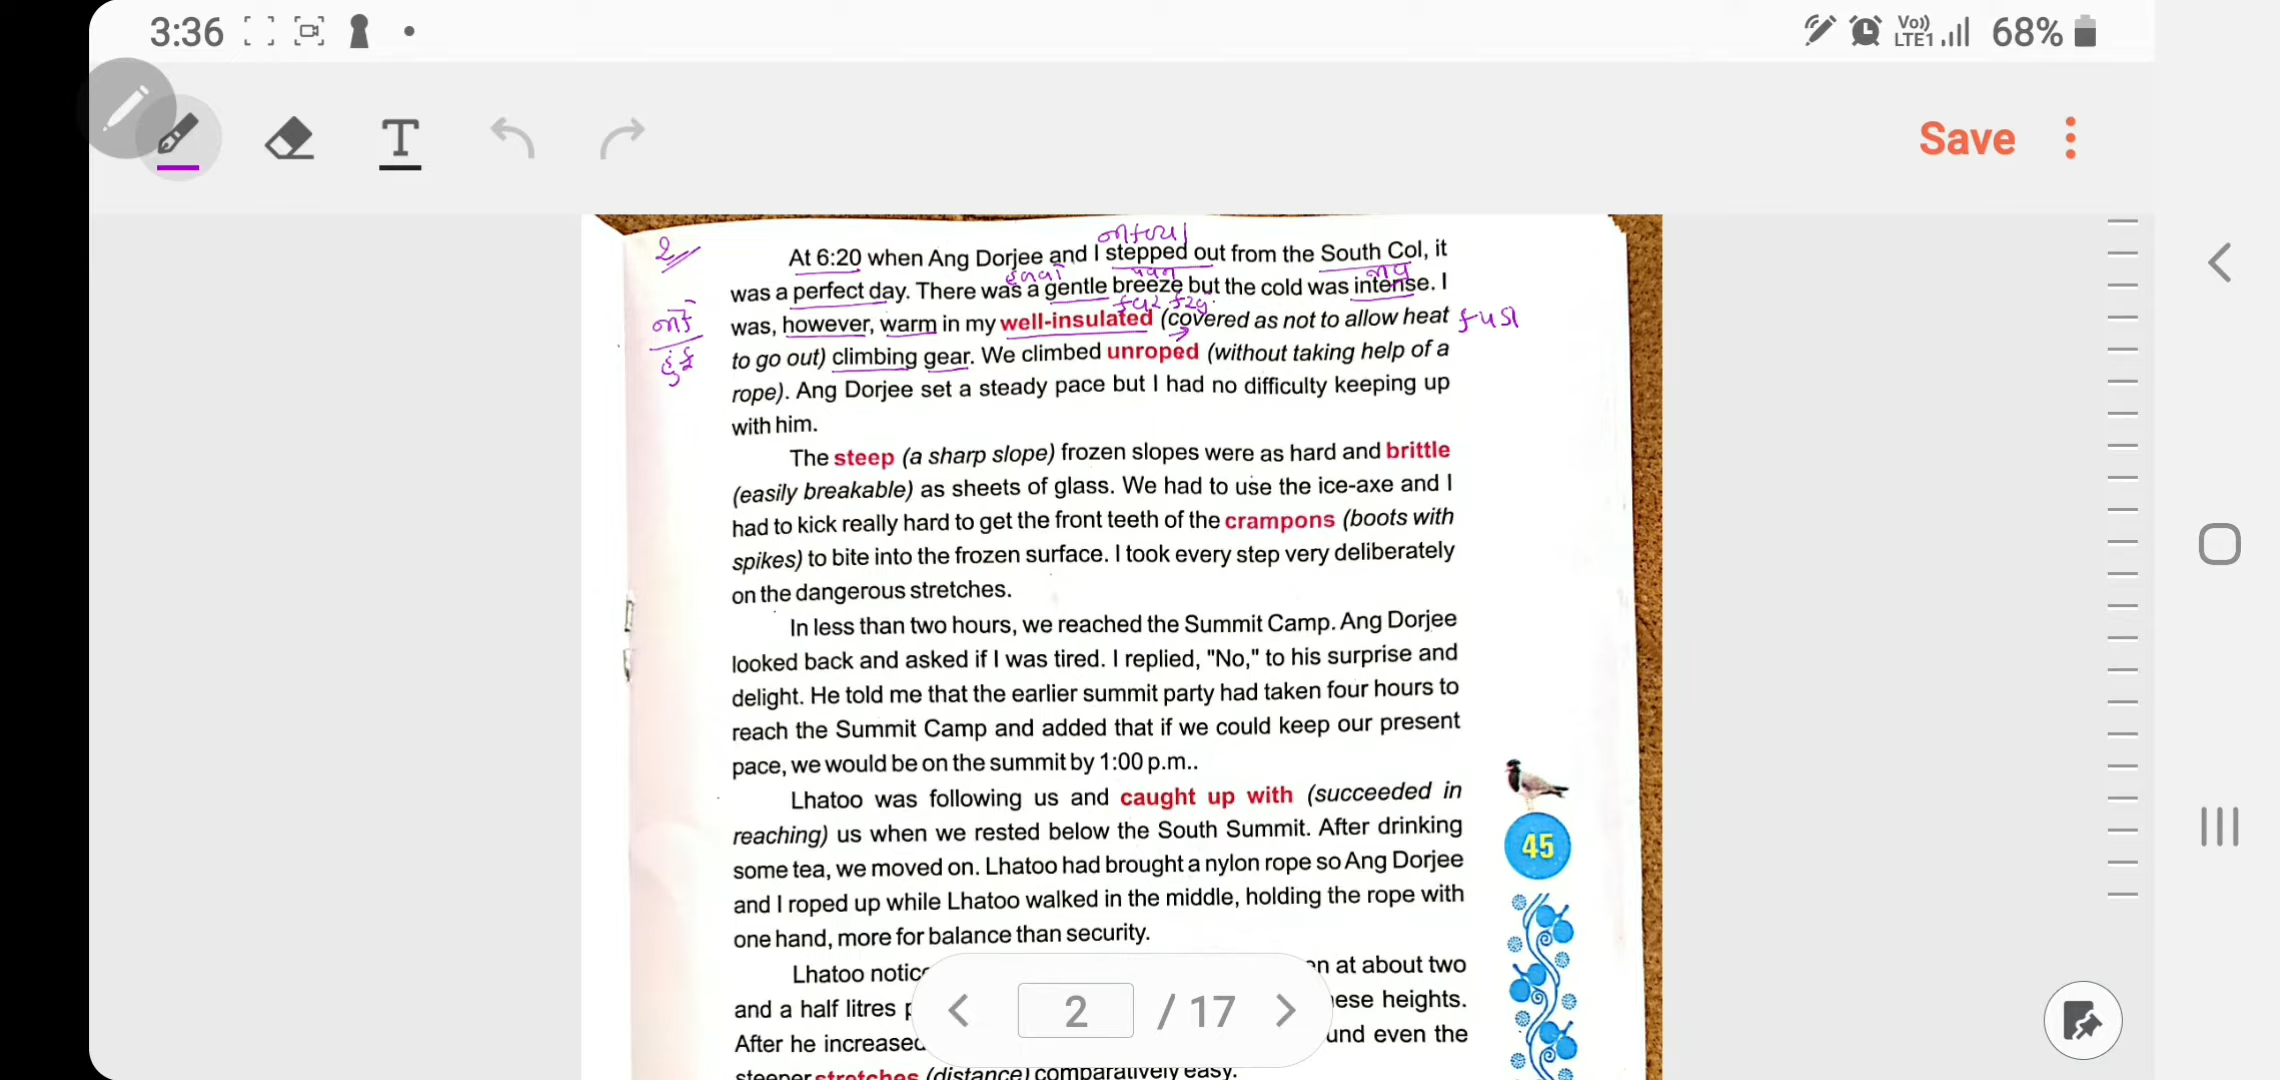 3:36
Vo))
LTE1
68%
T
Save
At 6:20 when Ang Dorjee and I stepped out from the South Col, it
was a perfect day. There was a gentle breeze but the cold was intense. I
was, however, warm in my well-insulated (covered as not to allow heat
to go out) climbing gear. We climbed unroped (without taking help of a
rope). Ang Dorjee set a steady pace but I had no difficulty keeping up
with him.
The steep (a sharp slope) frozen slopes were as hard and brittle
(easily breakable) as sheets of glass. We had to use the ice-axe and I
had to kick really hard to get the front teeth of the crampons (boots with
spikes) to bite into the frozen surface. I took every step very deliberately
on the dangerous stretches.
In less than two hours, we reached the Summit Camp. Ang Dorjee
looked back and asked if I was tired. I replied, "No," to his surprise and
delight. He told me that the earlier summit party had taken four hours to
reach the Summit Camp and added that if we could keep our present
pace, we would be on the summit by 1:00 p.m..
Lhatoo was following us and caught up with (succeeded in
reaching) us when we rested below the South Summit. After drinking
some tea, we moved on. Lhatoo had brought a nylon rope so Ang Dorjee
and I roped up while Lhatoo walked in the middle, holding the rope with
one hand, more for balance than security.
45
Lhatoo at about two
and a half litres heights.
After he even the
steeper stretches (distance) comparatively easy.
2 / 17